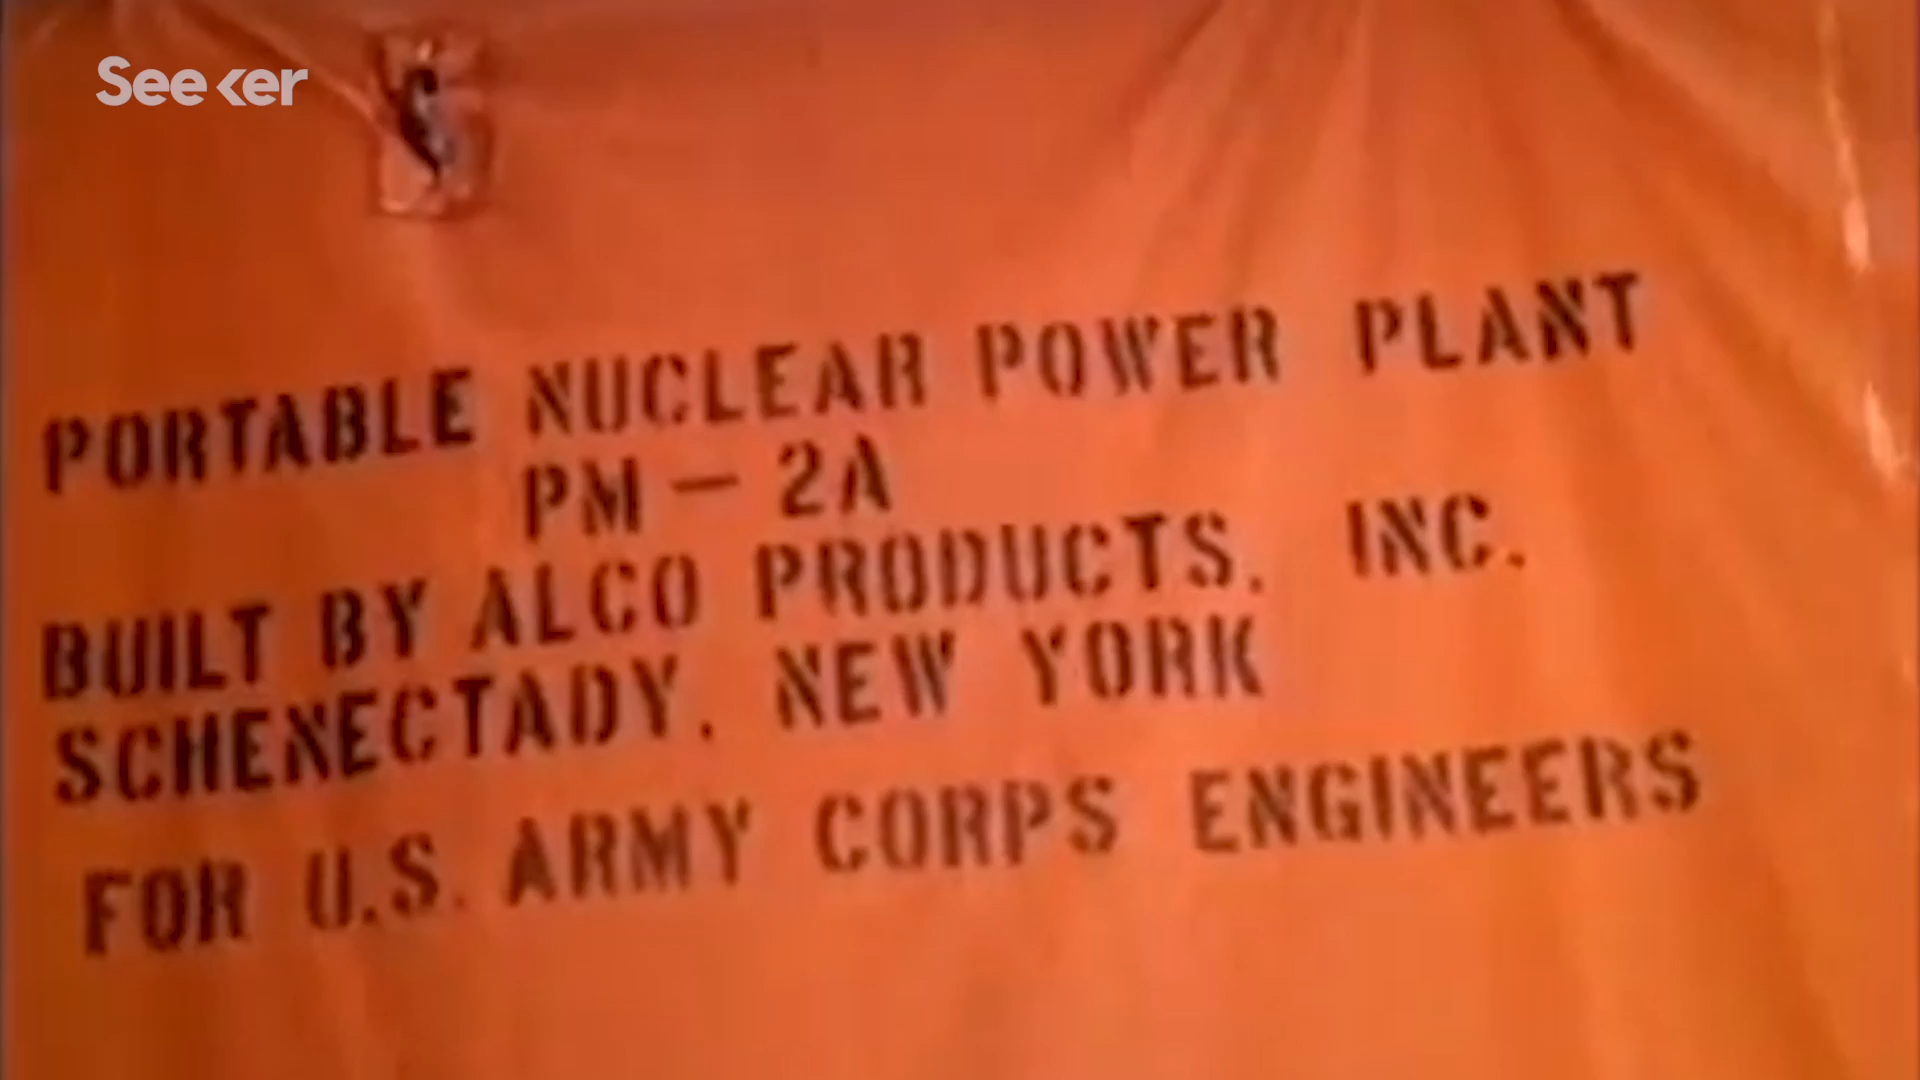 Seeker
PORTABLE NUCLEAR POWER PLANT
PM - 2A
BUILT BY ALCO PRODUCTS, INC.
SCHENECTADY, NEW YORK
FOR U.S. ARMY CORPS ENGINEERS